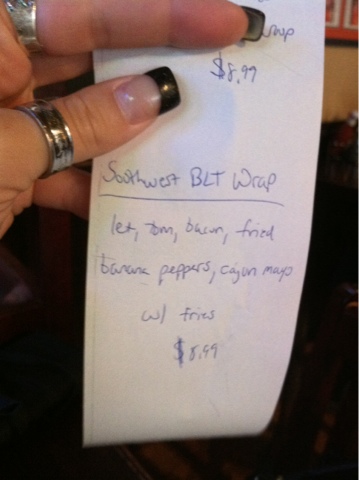 $8.99
Southwest BLT Wrap
let, tom, bacon, fried
banana peppers, cajun mayo
w/ fries
$8.99